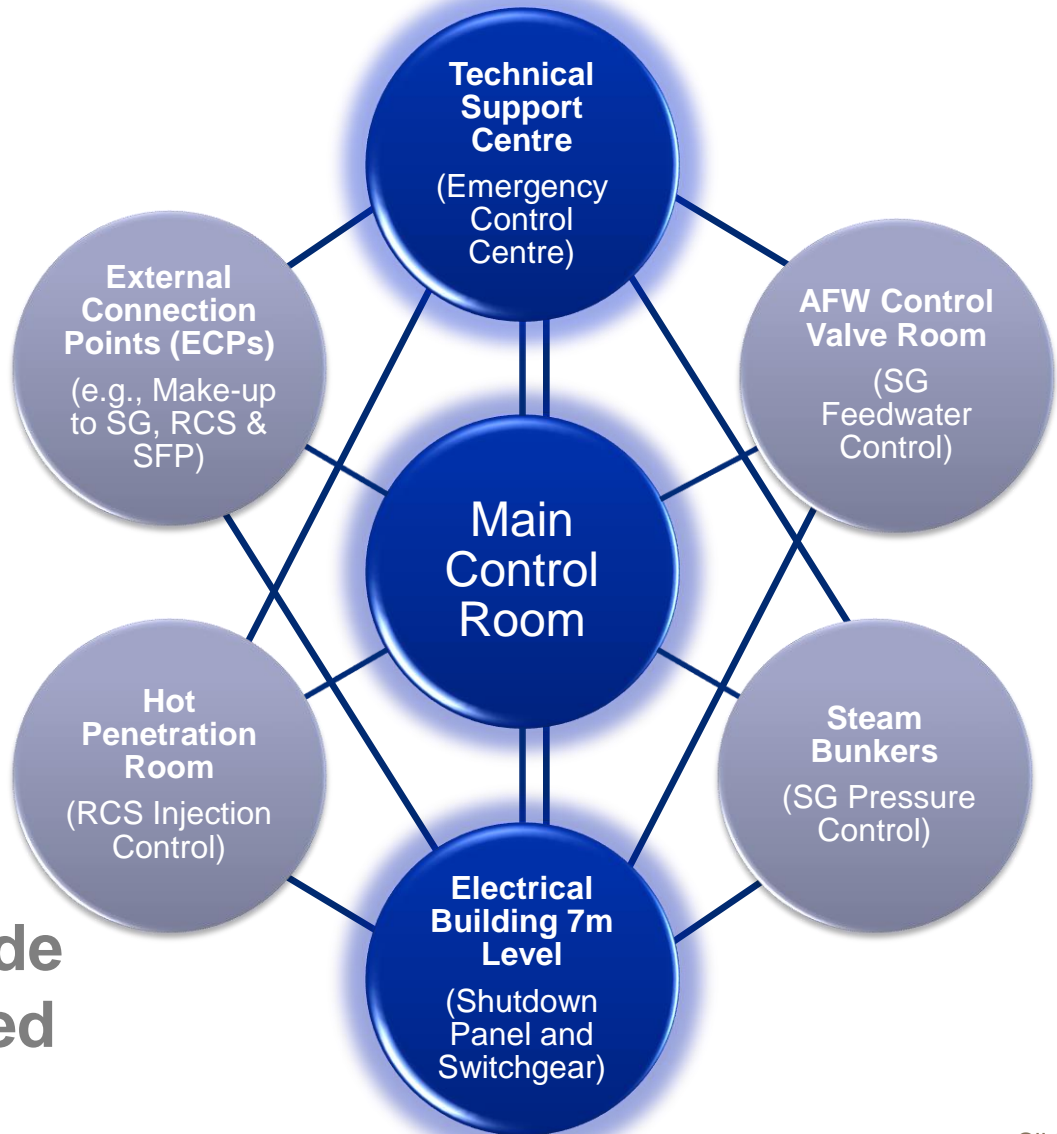 Technical
Support
Centre
(Emergency
Control
Centre)
External
Connection
Points (ECPs)
(e.g., Make-up
to SG, RCS &
SFP)
AFW Control
Valve Room
(SG
Feedwater
Control)
Main
Control
Room
Hot
Penetration
Room
(RCS Injection
Control)
Steam
Bunkers
(SG Pressure
Control)
Electrical
Building 7m
Level
(Shutdown
Panel and
Switchgear)
de
ed